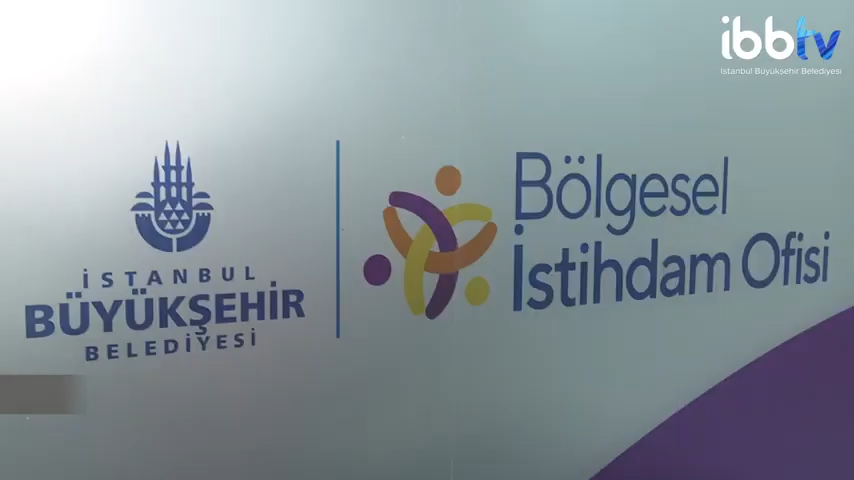 ibbtv
İstanbul Büyükşehir Belediyesi
İSTANBUL
BÜYÜKŞEHİR
BELEDİYESİ
Bölgesel
İstihdam Ofisi